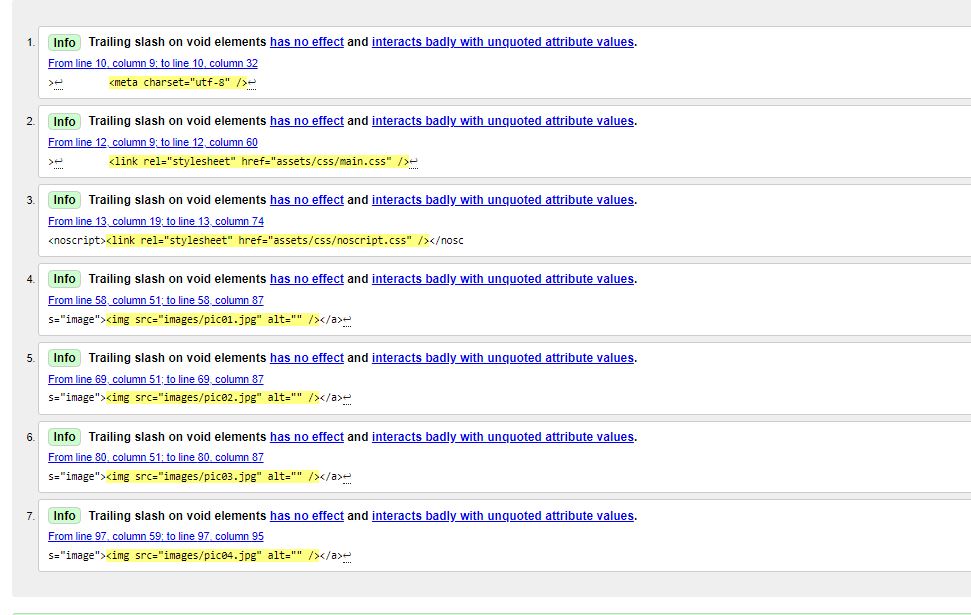 1. Info Trailing slash on void elements has no effect and interacts badly with unquoted attribute values.
From line 10, column 9; to line 10, column 32
>↩ <meta charset="utf-8" />↩
2. Info Trailing slash on void elements has no effect and interacts badly with unquoted attribute values.
From line 12, column 9; to line 12, column 60
>↩ <link rel="stylesheet" href="assets/css/main.css" />↩
3. Info Trailing slash on void elements has no effect and interacts badly with unquoted attribute values.
From line 13, column 19; to line 13, column 74
<noscript><link rel="stylesheet" href="assets/css/noscript.css" /></nosc
4. Info Trailing slash on void elements has no effect and interacts badly with unquoted attribute values.
From line 58, column 51; to line 58, column 87
s="image"><img src="images/pic01.jpg" alt="" /></a>↩
5. Info Trailing slash on void elements has no effect and interacts badly with unquoted attribute values.
From line 69, column 51; to line 69, column 87
s="image"><img src="images/pic02.jpg" alt="" /></a>↩
6. Info Trailing slash on void elements has no effect and interacts badly with unquoted attribute values.
From line 80, column 51; to line 80, column 87
s="image"><img src="images/pic03.jpg" alt="" /></a>↩
7. Info Trailing slash on void elements has no effect and interacts badly with unquoted attribute values.
From line 97, column 59; to line 97, column 95
s="image"><img src="images/pic04.jpg" alt="" /></a>↩